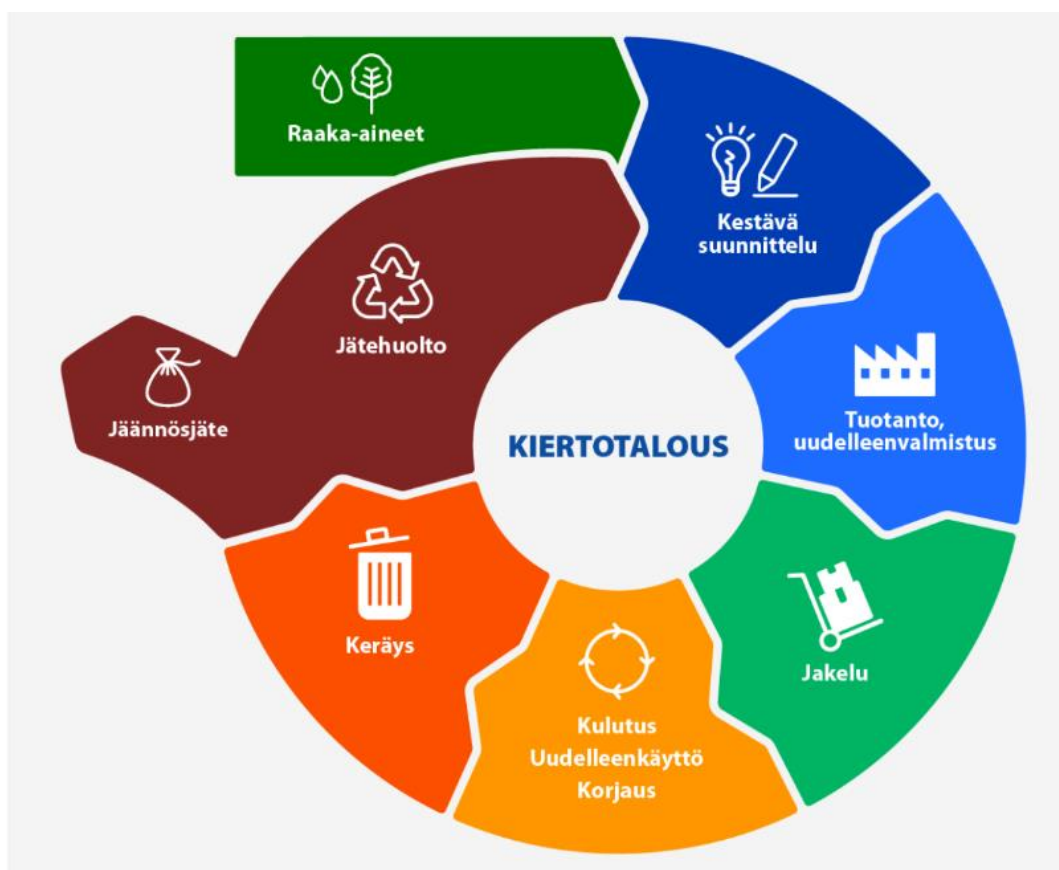 Raaka-aineet
Kestävä
suunnittelu
Tuotanto,
uudelleenvalmistus
Jakelu
Kulutus
Uudelleenkäyttö
Korjaus
Keräys
Jätehuolto
Jäännösjäte
KIERTOTALOUS